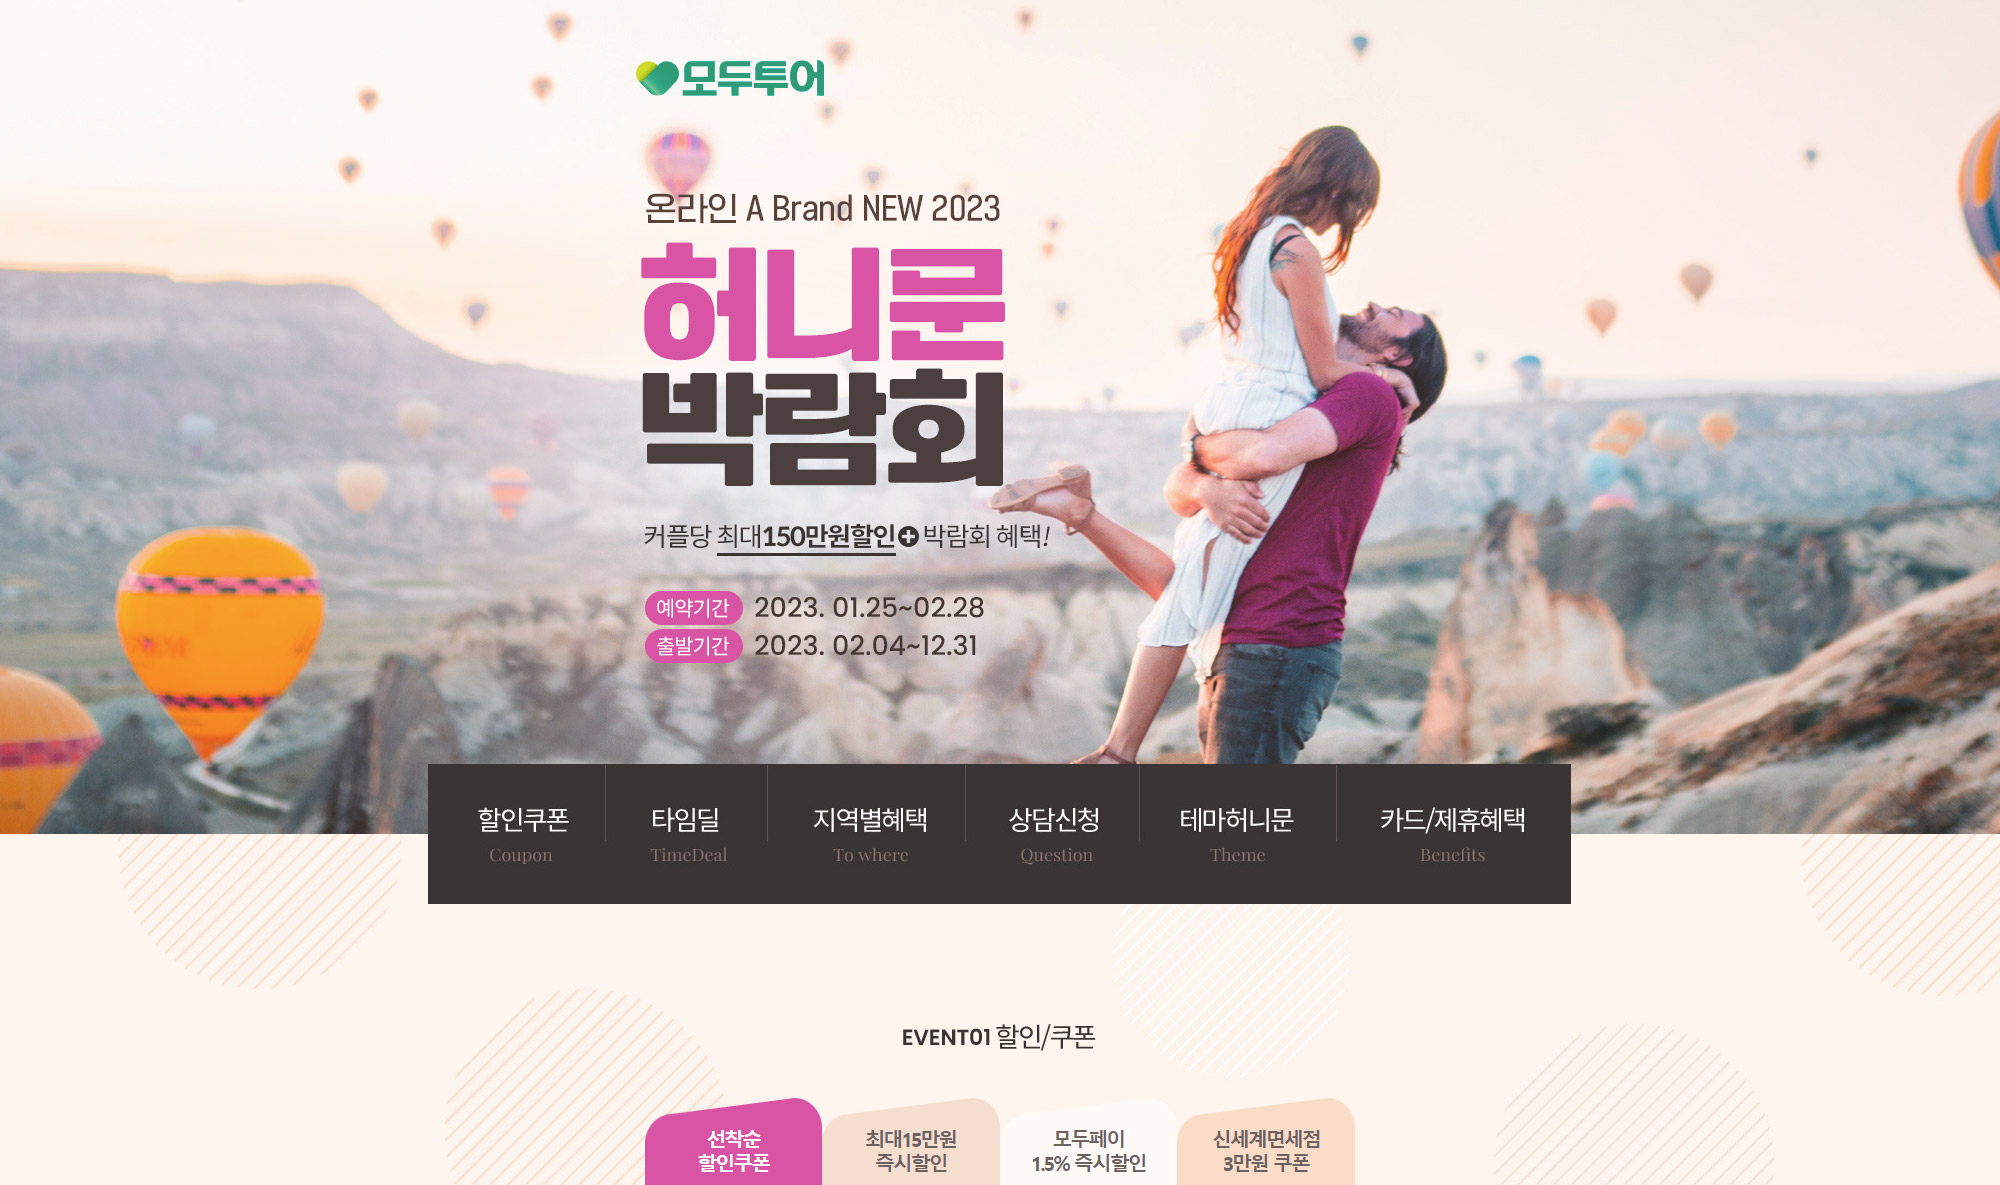 모두투어
온라인 A Brand NEW 2023
허니문
박람회
커플당 최대150만원할인+박람회 혜택!
예약기간 2023. 01.25~02.28
출발기간 2023. 02.04~12.31
할인쿠폰 타임딜 지역별혜택 상담신청 테마허니문 카드/제휴혜택
Coupon TimeDeal To where Question Theme Benefits
EVENT01 할인/쿠폰
선착순 최대15만원 모두페이 신세계면세점
할인쿠폰 즉시할인 1.5% 즉시할인 3만원 쿠폰